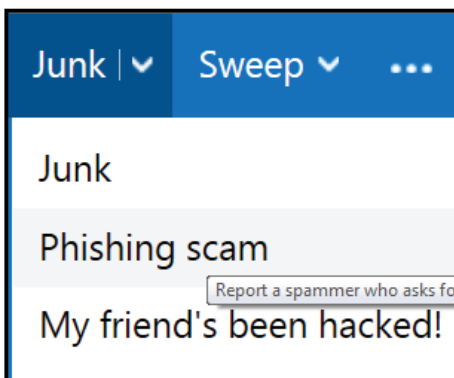 Junk Sweep ...
Junk
Phishing scam
Report a spammer who asks fo
My friend's been hacked!